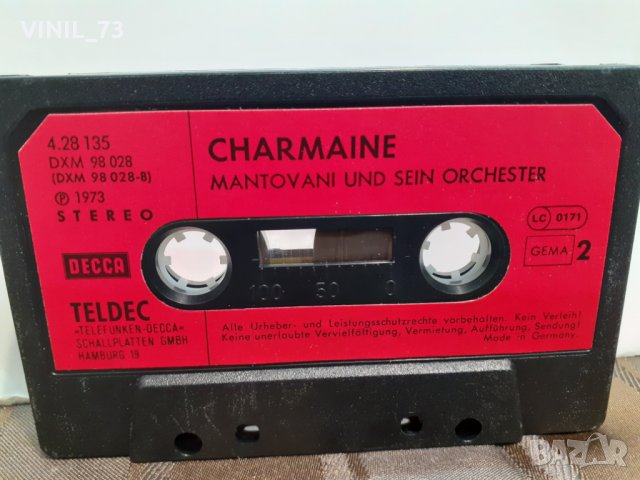 VINIL_73
4.28 135
DXM 98 028
(DXM 98 028-B)
Ⓟ 1973
STEREO
DECCA
TELDEC
»TELEFUNKEN-DECCA«
SCHALLPLATTEN GMBH
HAMBURG 19
CHARMAINE
MANTOVANI UND SEIN ORCHESTER
LC 0171
GEMA 2
100 50 0
Alle Urheber- und Leistungsschutzrechte vorbehalten. Kein Verleih!
Keine unerlaubte Vervielfältigung, Vermietung, Aufführung, Sendung!
Made in Germany.
BAZAR